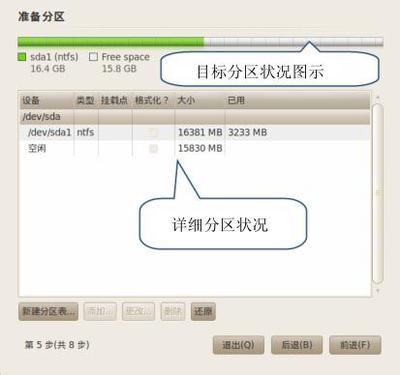 准备分区
sda1 (ntfs) Free space
16.4 GB 15.8 GB
目标分区状况图示
设备 类型 挂载点 格式化？ 大小 已用
/dev/sda
/dev/sda1 ntfs 16381 MB 3233 MB
空闲 15830 MB
详细分区状况
新建分区表... 添加... 更改... 删除 还原
第 5 步(共 8 步) 退出(Q) 后退(B) 前进(F)